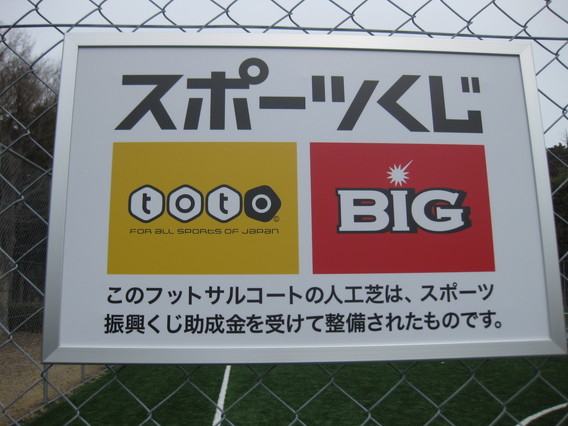 スポーツくじ
toto
FOR ALL SPORTS OF JAPAN
BIG
このフットサルコートの人工芝は、スポーツ
振興くじ助成金を受けて整備されたものです。